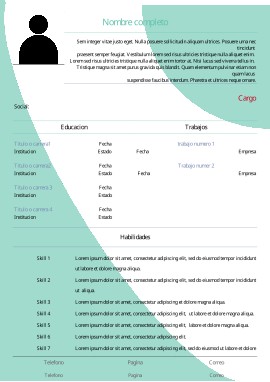 Nombre completo
Sem integer vitae justo eget. Nulla posuere sollicitudin aliquam ultrices. Posuere urna nec
tincidunt
praesent semper feugiat. Vestibulum lorem sed risus ultricies tristique nulla aliquet enim.
Lorem sed risus ultricies tristique nulla aliquet enim tortor. Nisi lacus sed viverra tellus in.
Tristique magna sit amet purus gravida quis blandit. Quam elementum pulvinar etiam non
quam lacus
suspendisse faucibus interdum. Pharetra et ultrices neque ornare.
Cargo
Social:
Educacion Trabajos
Titulo o carrera1 Fecha trabajo numero 1
Institucion Estado Fecha Empresa
Titulo o carrera2 Fecha Trabajo numer 2
Institucion Estado Fecha Empresa
Titulo o carrera 3 Fecha
Institucion Estado
Titulo o carrera 4 Fecha
Institucion Estado
Habilidades
Skill 1 Lorem ipsum dolor sit amet, consectetur adipiscing elit, sed do eiusmod tempor incididunt
ut labore et dolore magna aliqua.
Skill 2 Lorem ipsum dolor sit amet, consectetur adipiscing elit, sed do eiusmod tempor incididunt
ut aliqua.
Skill 3 Lorem ipsum dolor sit amet, consectetur adipiscing et dolore magna aliqua.
Skill 4 Lorem ipsum dolor sit amet, consectetur adipiscing elit, ut labore et dolore magna aliqua.
Skill 5 Lorem ipsum dolor sit amet, consectetur adipiscing elit, labore et dolore magna aliqua.
Skill 6 Lorem ipsum dolor sit amet, consectetur adipiscing elit.
Skill 7 Lorem ipsum dolor sit amet, consectetur adipiscing elit, sed do eiusmod ut labore et dolore
Telefono Pagina Correo
Telefono Pagina Correo